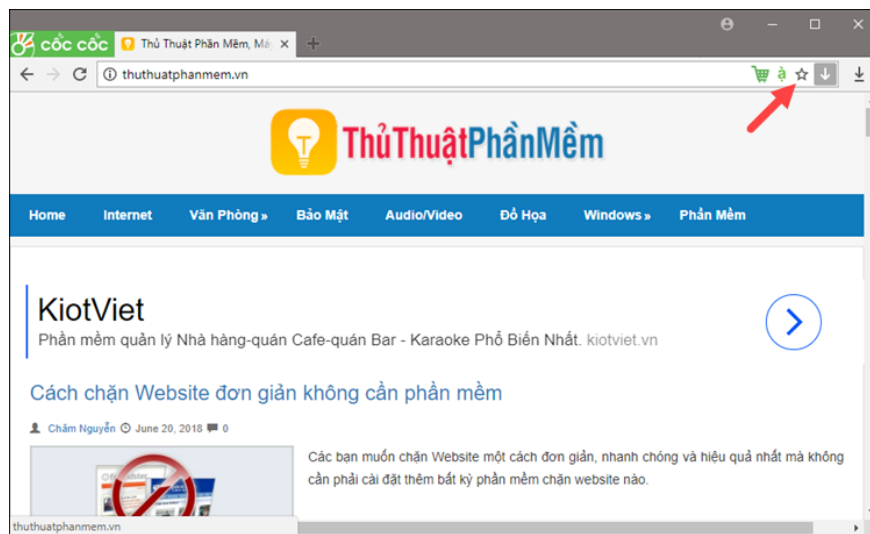 cốc cốc Thủ Thuật Phần Mềm, Má
thuthuatphanmem.vn à
T ThủThuậtPhầnMềm
Home Internet Văn Phòng » Bảo Mật Audio/Video Đồ Họa Windows » Phần Mềm
KiotViet
Phần mềm quản lý Nhà hàng-quán Cafe-quán Bar - Karaoke Phổ Biến Nhất. kiotviet.vn
Cách chặn Website đơn giản không cần phần mềm
Châm Nguyễn June 20, 2018 0
Các bạn muốn chặn Website một cách đơn giản, nhanh chóng và hiệu quả nhất mà không
cần phải cài đặt thêm bất kỳ phần mềm chặn website nào.
thuthuatphanmem.vn